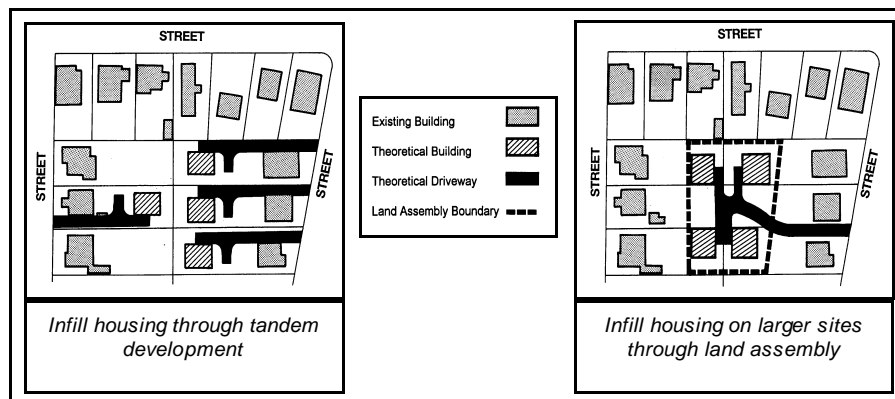 STREET
STREET
STREET
Infill housing through tandem
development
Existing Building
Theoretical Building
Theoretical Driveway
Land Assembly Boundary
STREET
STREET
STREET
Infill housing on larger sites
through land assembly